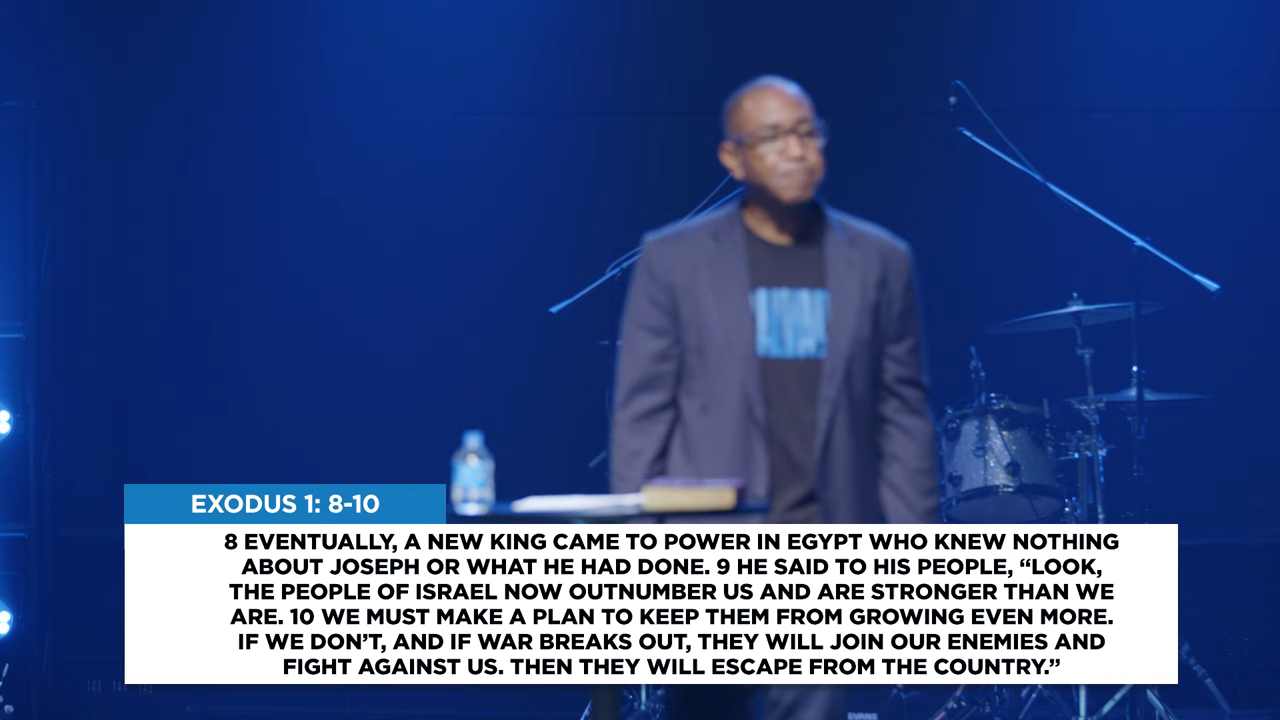 EXODUS 1: 8-10
8 EVENTUALLY, A NEW KING CAME TO POWER IN EGYPT WHO KNEW NOTHING
ABOUT JOSEPH OR WHAT HE HAD DONE. 9 HE SAID TO HIS PEOPLE, “LOOK,
THE PEOPLE OF ISRAEL NOW OUTNUMBER US AND ARE STRONGER THAN WE
ARE. 10 WE MUST MAKE A PLAN TO KEEP THEM FROM GROWING EVEN MORE.
IF WE DON’T, AND IF WAR BREAKS OUT, THEY WILL JOIN OUR ENEMIES AND
FIGHT AGAINST US. THEN THEY WILL ESCAPE FROM THE COUNTRY.”
143 144 145
EVANS